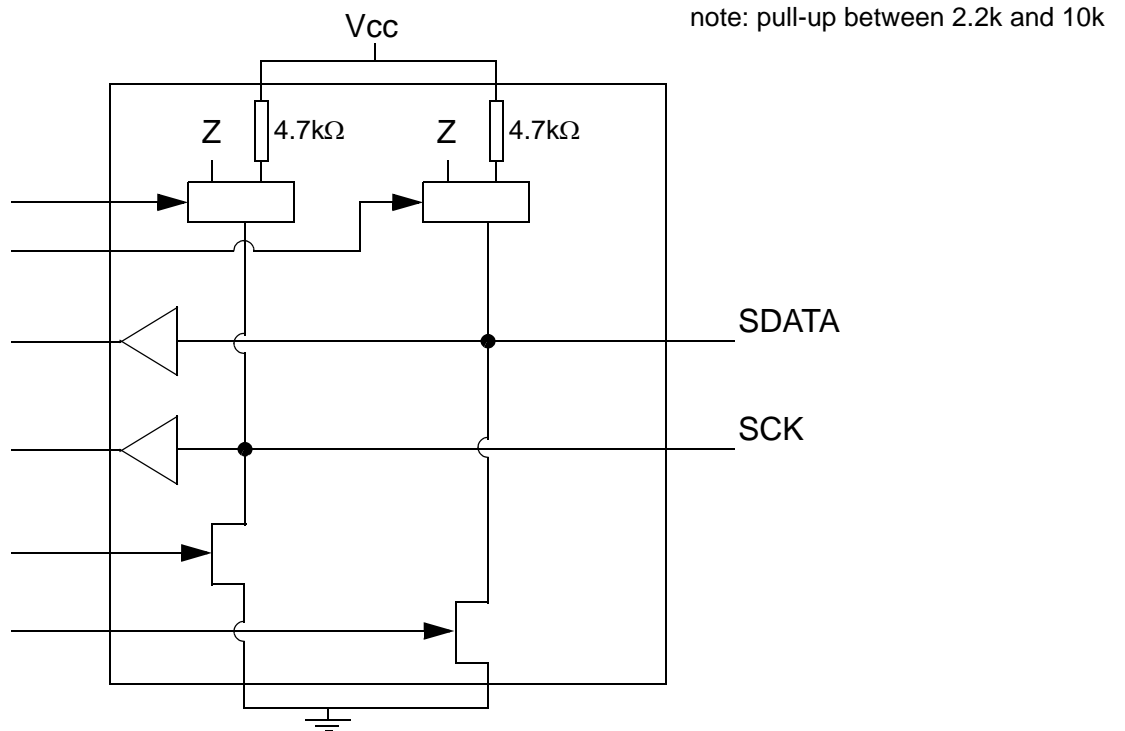 note: pull-up between 2.2k and 10k
Vcc
Z 4.7kΩ Z 4.7kΩ
SDATA
SCK